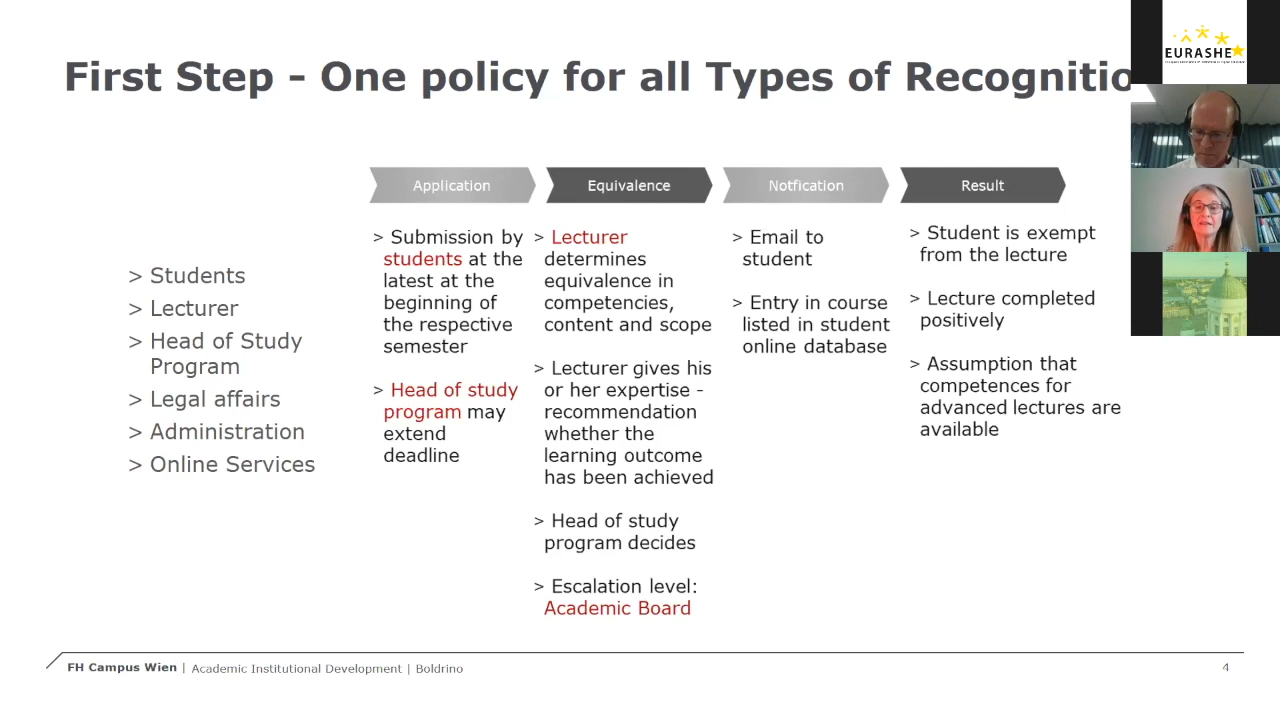 First Step - One policy for all Types of Recognitio
EURASHE
Application
Equivalence
Notfication
Result
> Students
> Lecturer
> Head of Study
Program
> Legal affairs
> Administration
> Online Services
> Submission by
students at the
latest at the
beginning of
the respective
semester
> Head of study
program may
extend
deadline
> Lecturer
determines
equivalence in
competencies,
content and scope
> Lecturer gives his
or her expertise -
recommendation
whether the
learning outcome
has been achieved
> Head of study
program decides
> Escalation level:
Academic Board
> Email to
student
> Entry in course
listed in student
online database
> Student is exempt
from the lecture
> Lecture completed
positively
> Assumption that
competences for
advanced lectures are
available
FH Campus Wien | Academic Institutional Development | Boldrino
4